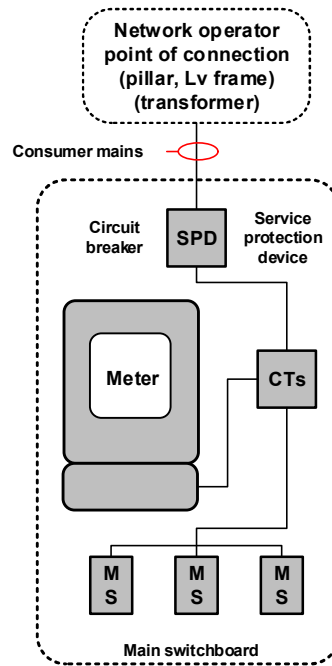 Network operator
point of connection
(pillar, Lv frame)
(transformer)
Consumer mains
Circuit
breaker
SPD
Service
protection
device
Meter
CTs
M
S
M
S
M
S
Main switchboard